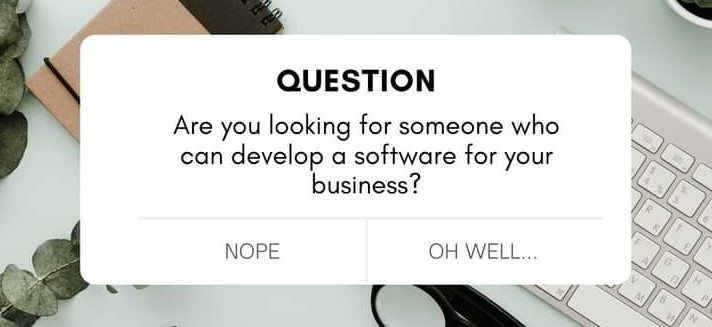 QUESTION
Are you looking for someone who
can develop a software for your
business?
NOPE
OH WELL...